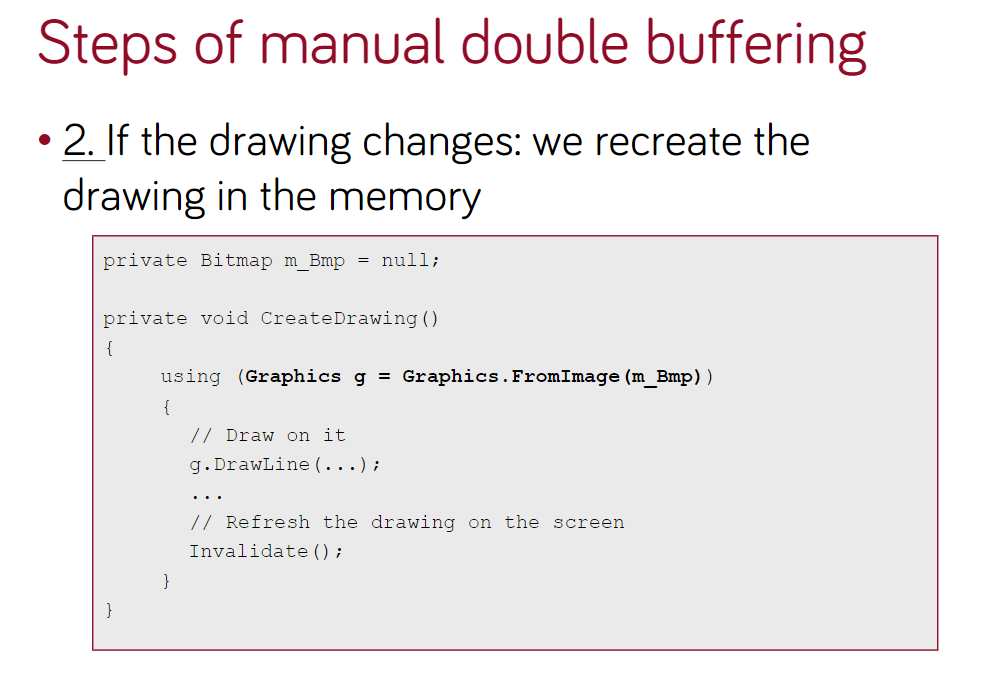 Steps of manual double buffering
• 2. If the drawing changes: we recreate the
drawing in the memory
private Bitmap m_Bmp = null;
private void CreateDrawing()
{
using (Graphics g = Graphics.FromImage(m_Bmp))
{
// Draw on it
g.DrawLine(...);
...
// Refresh the drawing on the screen
Invalidate();
}
}